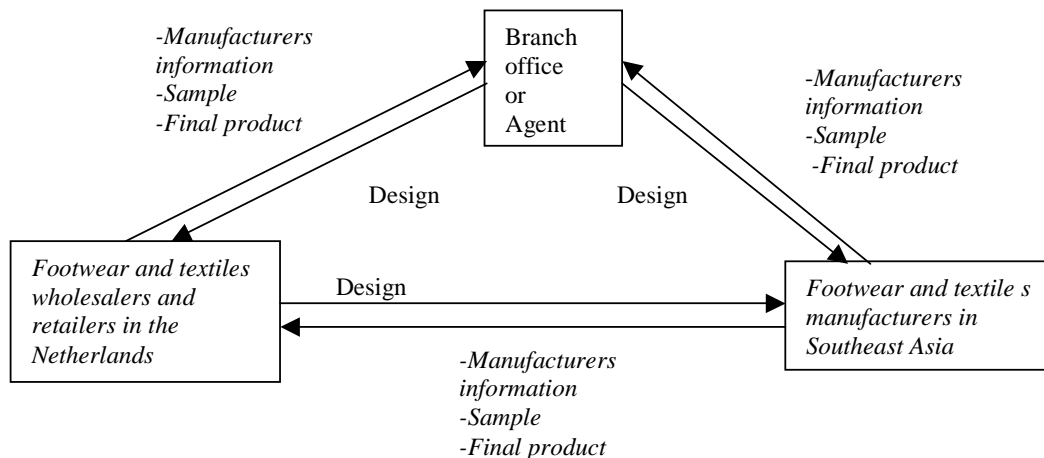 -Manufacturers
information
-Sample
-Final product
Branch
office
or
Agent
-Manufacturers
information
-Sample
-Final product
Design
Design
Footwear and textiles
wholesalers and
retailers in the
Netherlands
Design
Footwear and textile s
manufacturers in
Southeast Asia
-Manufacturers
information
-Sample
-Final product